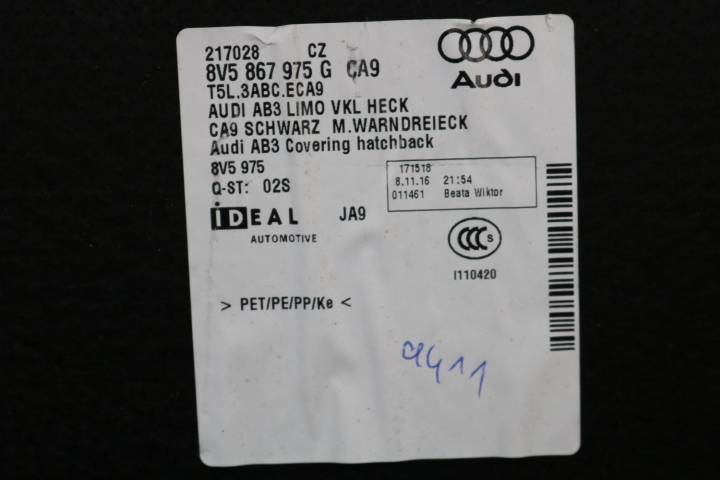 217028 CZ
8V5 867 975 G CA9
Audi
T5L.3ABC.ECA9
AUDI AB3 LIMO VKL HECK
CA9 SCHWARZ M.WARNDREIECK
Audi AB3 Covering hatchback
8V5 975
Q-ST: 02S
171518
8.11.16 21:54
011461 Beata Wiktor
IDEAL JA9
AUTOMOTIVE
CCC S
I110420
> PET/PE/PP/Ke <
9411